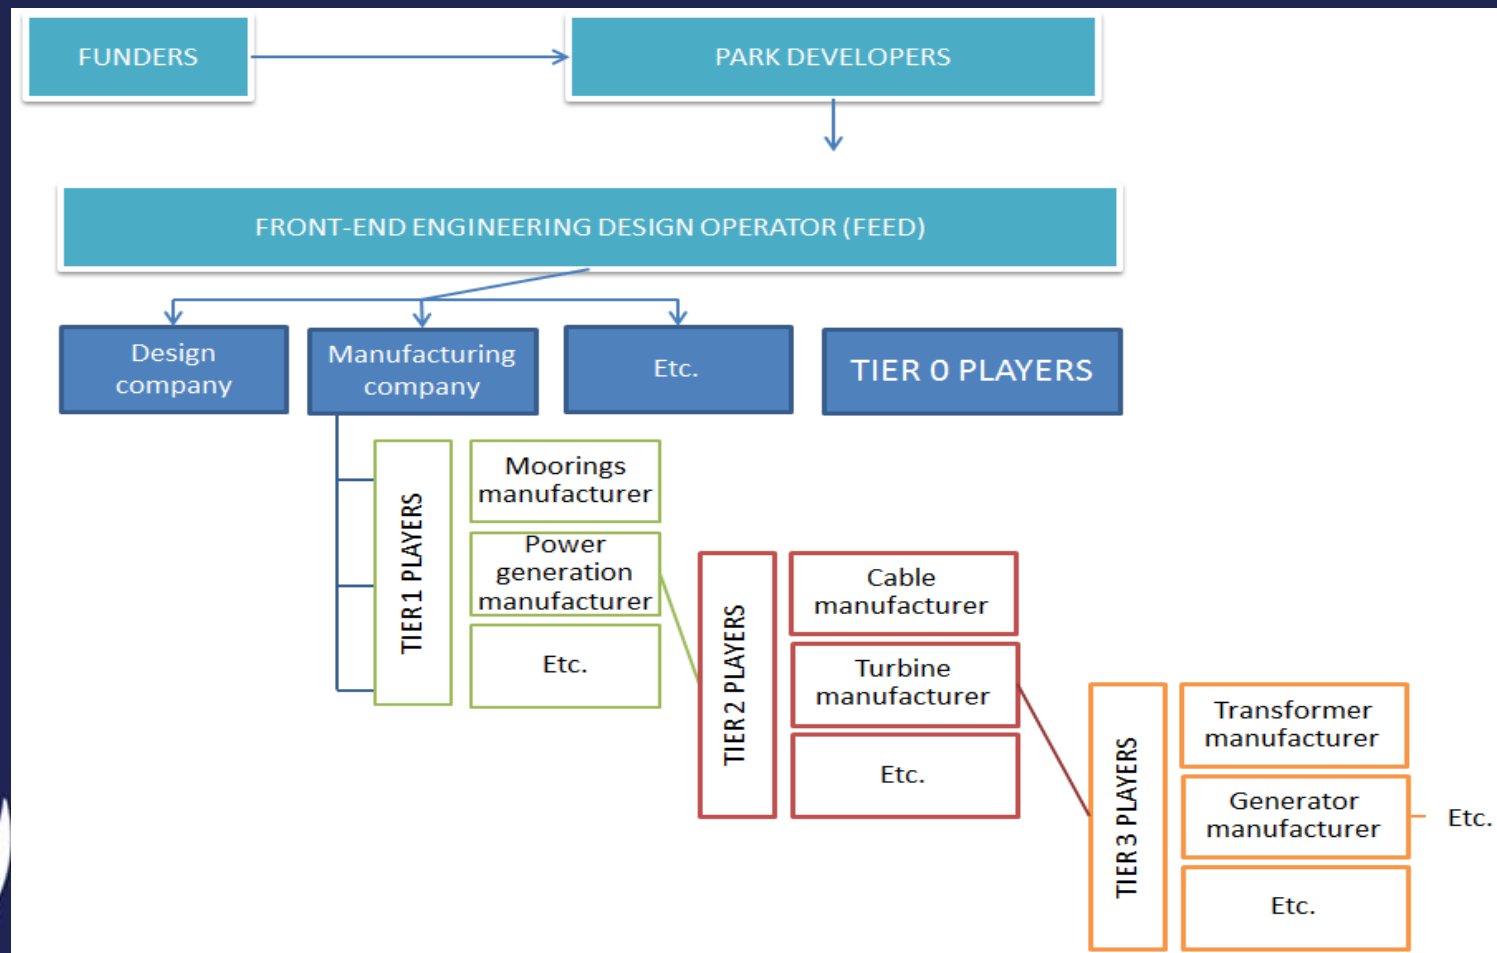 FUNDERS
PARK DEVELOPERS
FRONT-END ENGINEERING DESIGN OPERATOR (FEED)
Design
company
Manufacturing
company
Etc.
TIER 0 PLAYERS
TIER 1 PLAYERS
Moorings
manufacturer
Power
generation
manufacturer
Etc.
TIER 2 PLAYERS
Cable
manufacturer
Turbine
manufacturer
Etc.
TIER 3 PLAYERS
Transformer
manufacturer
Generator
manufacturer
Etc.
Etc.